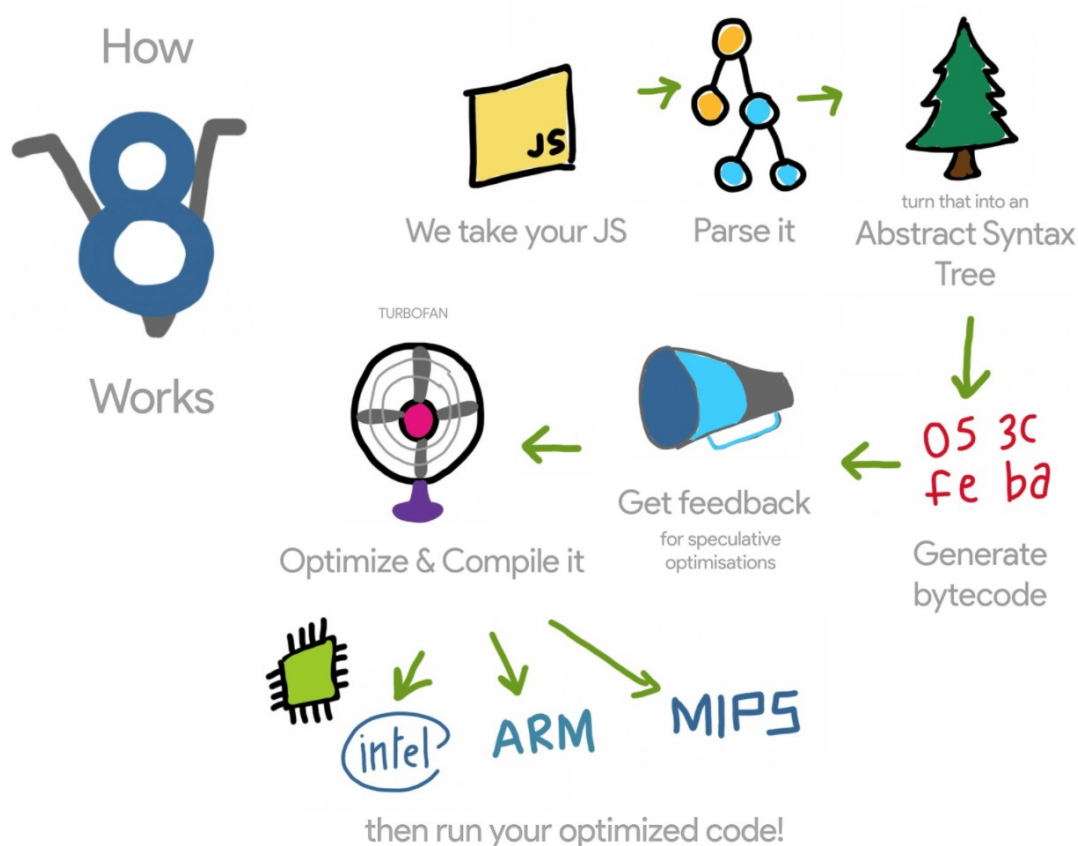 How
V8
Works
JS
We take your JS
Parse it
turn that into an
Abstract Syntax
Tree
05 3c
fe ba
Generate
bytecode
Get feedback
for speculative
optimisations
TURBOFAN
Optimize & Compile it
intel
ARM
MIPS
then run your optimized code!